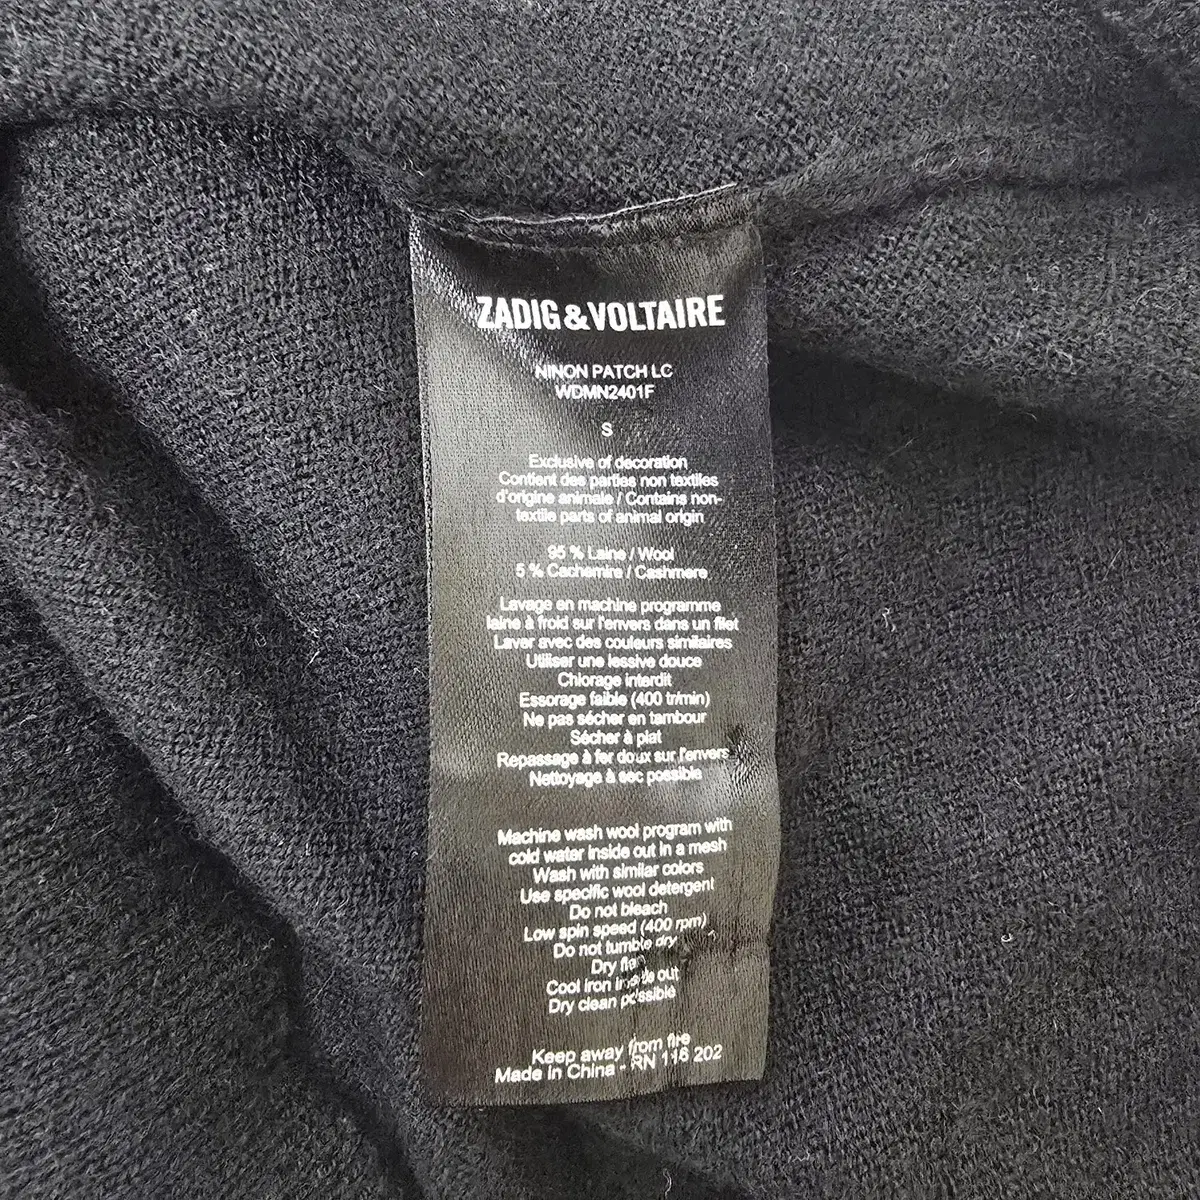 ZADIG&VOLTAIRE
NINON PATCH LC
WDMN2401F
S
Exclusive of decoration
Contient des parties non textiles
d'origine animale / Contains non-
textile parts of animal origin
95 % Laine / Wool
5 % Cachemire / Cashmere
Lavage en machine programme
laine à froid sur l'envers dans un filet
Laver avec des couleurs similaires
Utiliser une lessive douce
Chlorage interdit
Essorage faible (400 tr/min)
Ne pas sécher en tambour
Sécher à plat
Repassage à fer doux sur l'envers
Nettoyage à sec possible
Machine wash wool program with
cold water inside out in a mesh
Wash with similar colors
Use specific wool detergent
Do not bleach
Low spin speed (400 rpm)
Do not tumble dry
Dry flat
Cool iron inside out
Dry clean possible
Keep away from fire
Made in China - RN 116 202